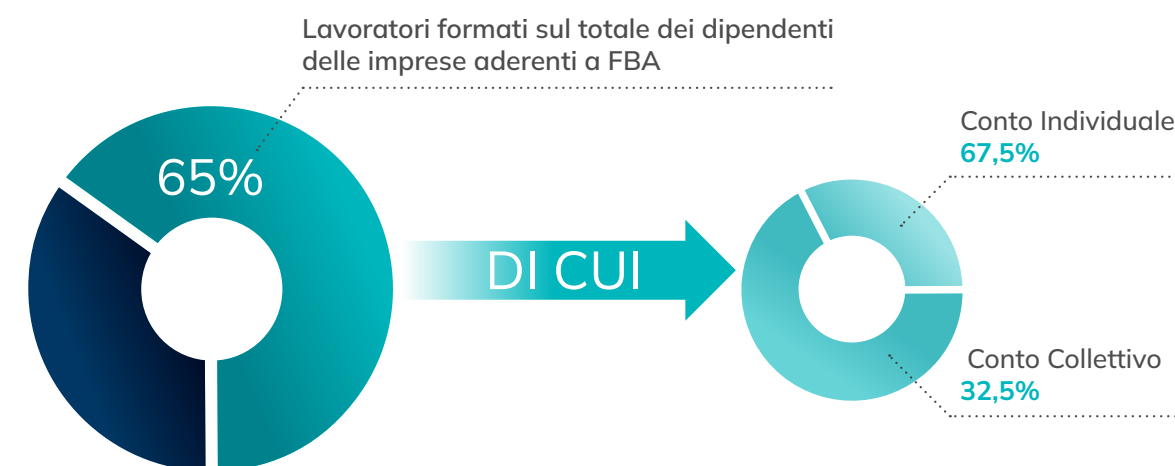 Lavoratori formati sul totale dei dipendenti
delle imprese aderenti a FBA
65%
DI CUI
Conto Individuale
67,5%
Conto Collettivo
32,5%